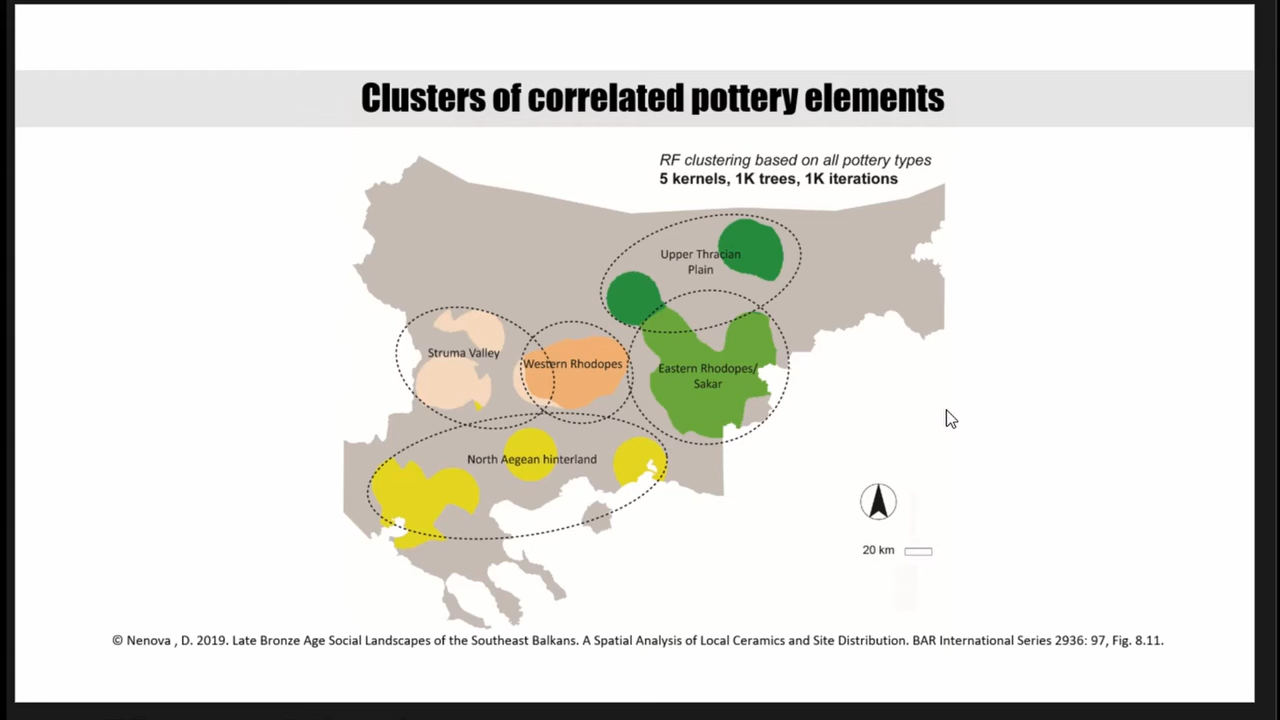 Clusters of correlated pottery elements
RF clustering based on all pottery types
5 kernels, 1K trees, 1K iterations
Upper Thracian
Plain
Struma Valley
Western Rhodopes
Eastern Rhodopes/
Sakar
North Aegean hinterland
20 km
© Nenova , D. 2019. Late Bronze Age Social Landscapes of the Southeast Balkans. A Spatial Analysis of Local Ceramics and Site Distribution. BAR International Series 2936: 97, Fig. 8.11.